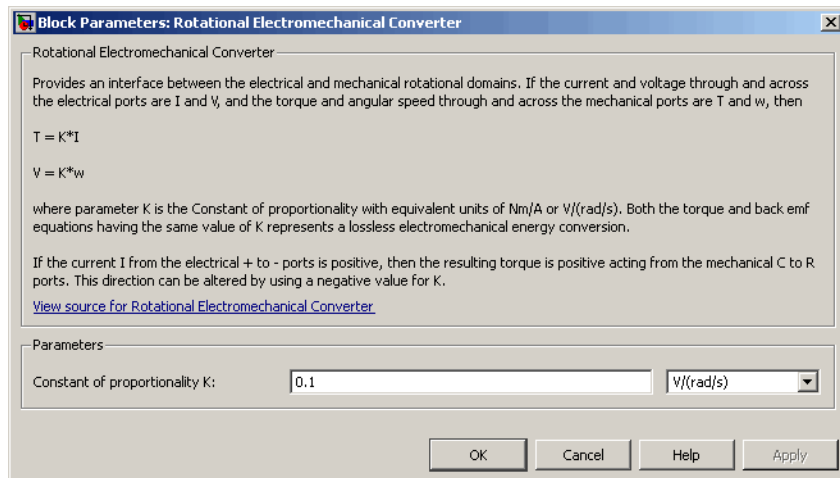 Block Parameters: Rotational Electromechanical Converter
Rotational Electromechanical Converter
Provides an interface between the electrical and mechanical rotational domains. If the current and voltage through and across
the electrical ports are I and V, and the torque and angular speed through and across the mechanical ports are T and w, then
T = K*I
V = K*w
where parameter K is the Constant of proportionality with equivalent units of Nm/A or V/(rad/s). Both the torque and back emf
equations having the same value of K represents a lossless electromechanical energy conversion.
If the current I from the electrical + to - ports is positive, then the resulting torque is positive acting from the mechanical C to R
ports. This direction can be altered by using a negative value for K.
View source for Rotational Electromechanical Converter
Parameters
Constant of proportionality K: 0.1 V/(rad/s)
OK Cancel Help Apply